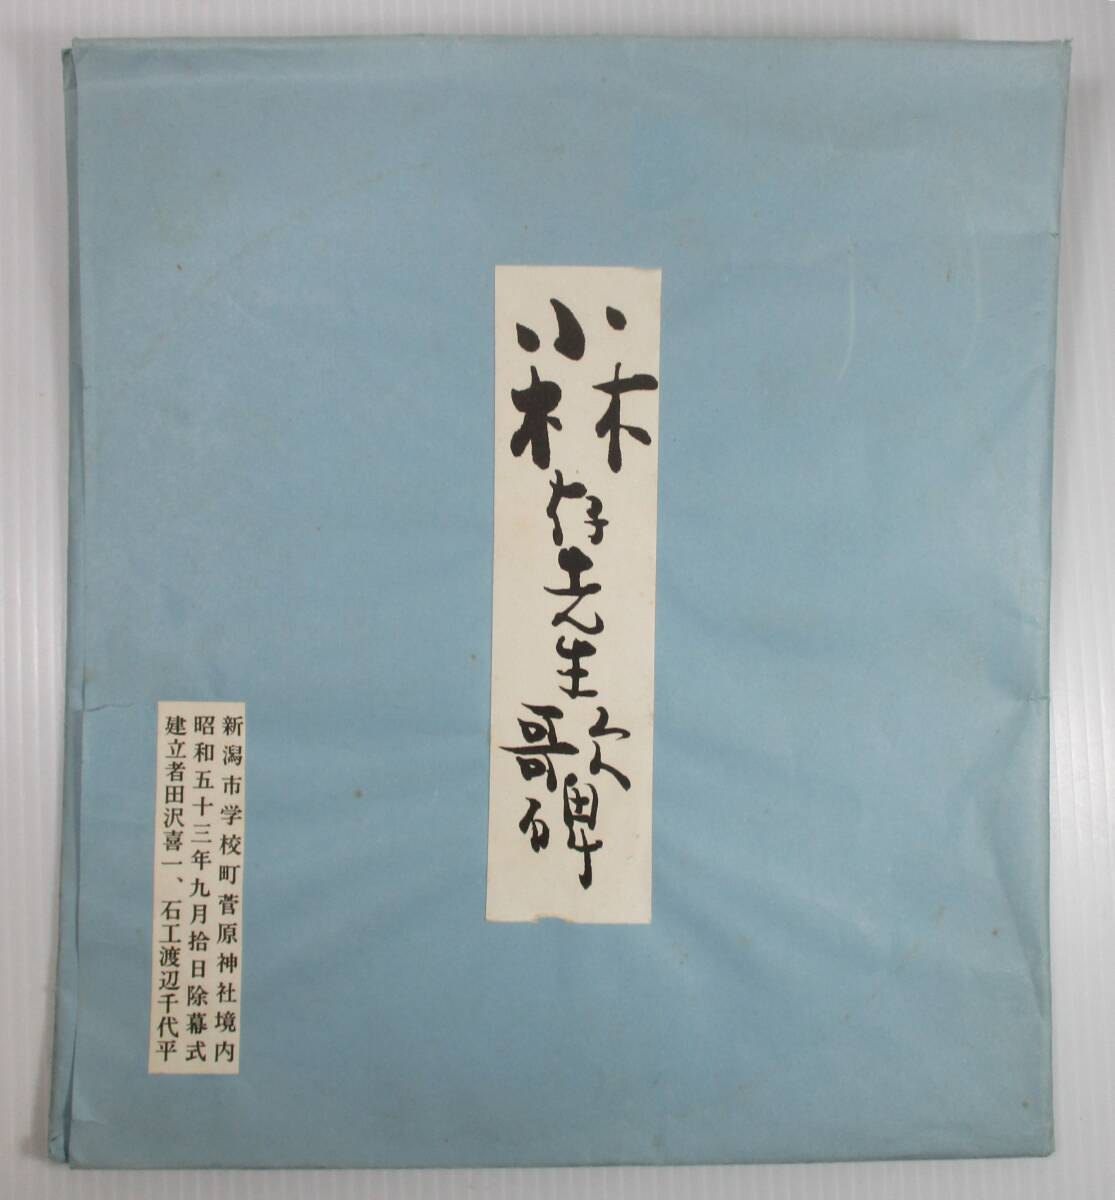 小林存先生歌碑
新潟市学校町菅原神社境内
昭和五十三年九月拾日除幕式
建立者田沢喜一、石工渡辺千代平